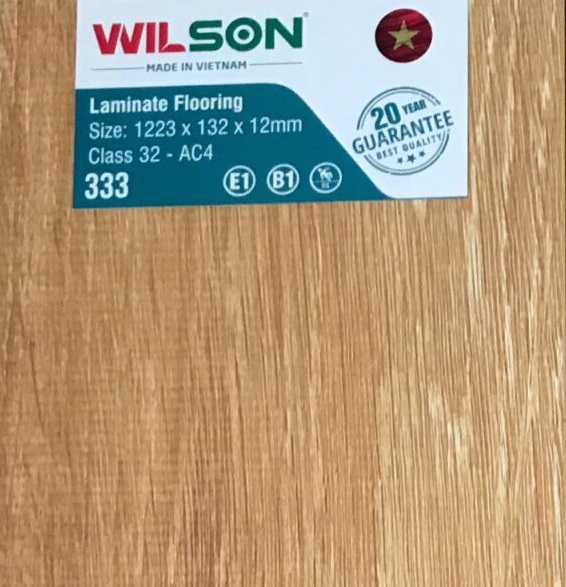 WILSON®
MADE IN VIETNAM
Laminate Flooring
Size: 1223 x 132 x 12mm
Class 32 - AC4
333
E1
B1
20 YEAR
GUARANTEE
BEST QUALITY